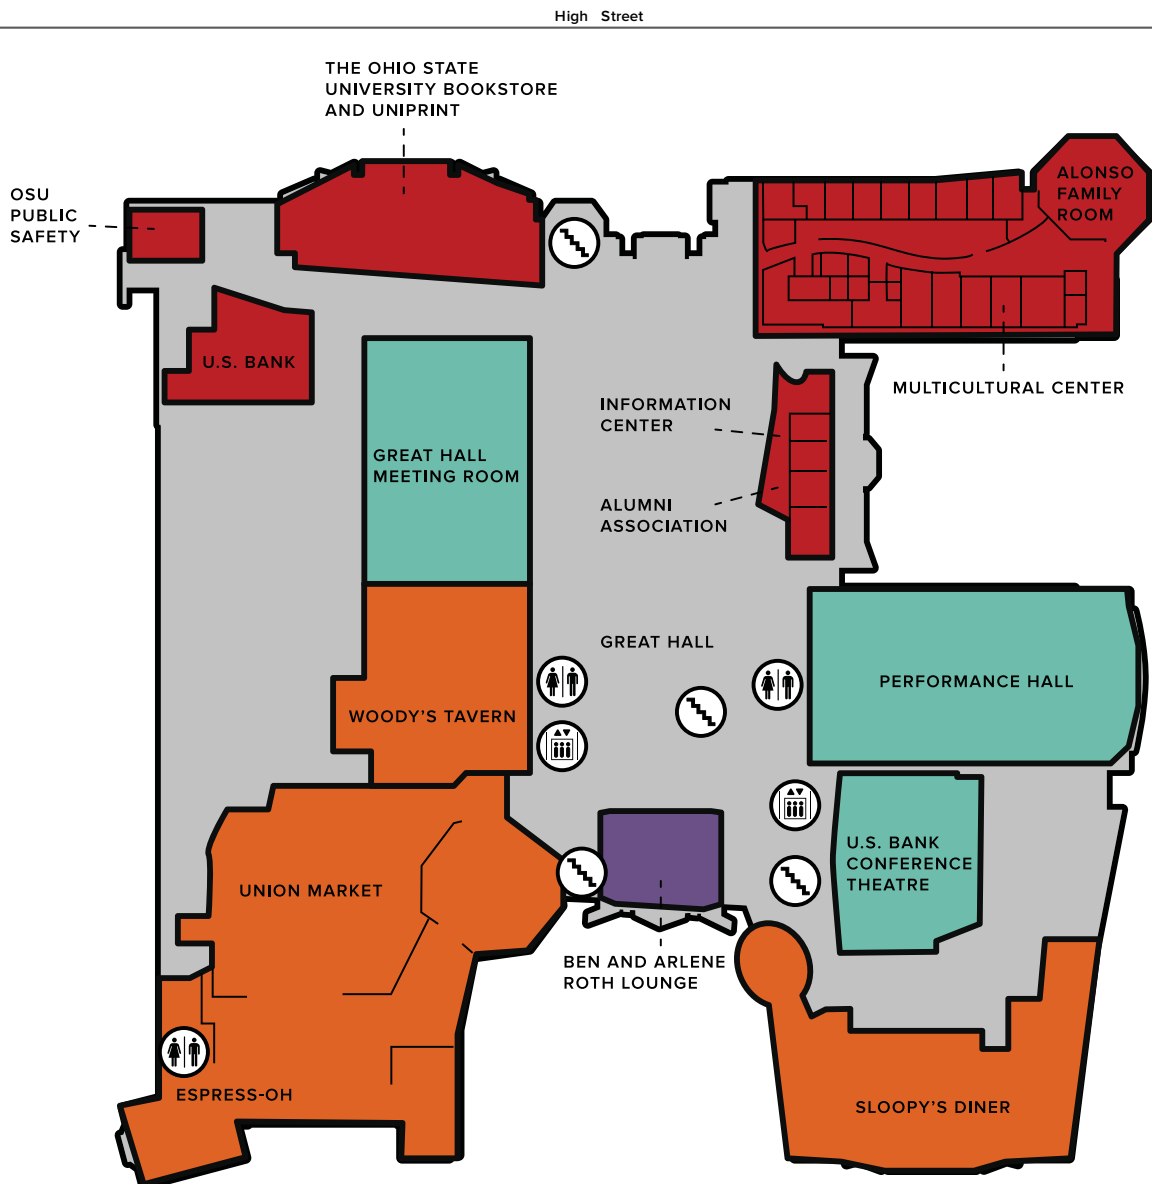 High Street
THE OHIO STATE
UNIVERSITY BOOKSTORE
AND UNIPRINT
OSU
PUBLIC
SAFETY
ALONSO
FAMILY
ROOM
U.S. BANK
MULTICULTURAL CENTER
INFORMATION
CENTER
GREAT HALL
MEETING ROOM
ALUMNI
ASSOCIATION
GREAT HALL
PERFORMANCE HALL
WOODY'S TAVERN
U.S. BANK
CONFERENCE
THEATRE
UNION MARKET
BEN AND ARLENE
ROTH LOUNGE
ESPRESS-OH
SLOOPY'S DINER